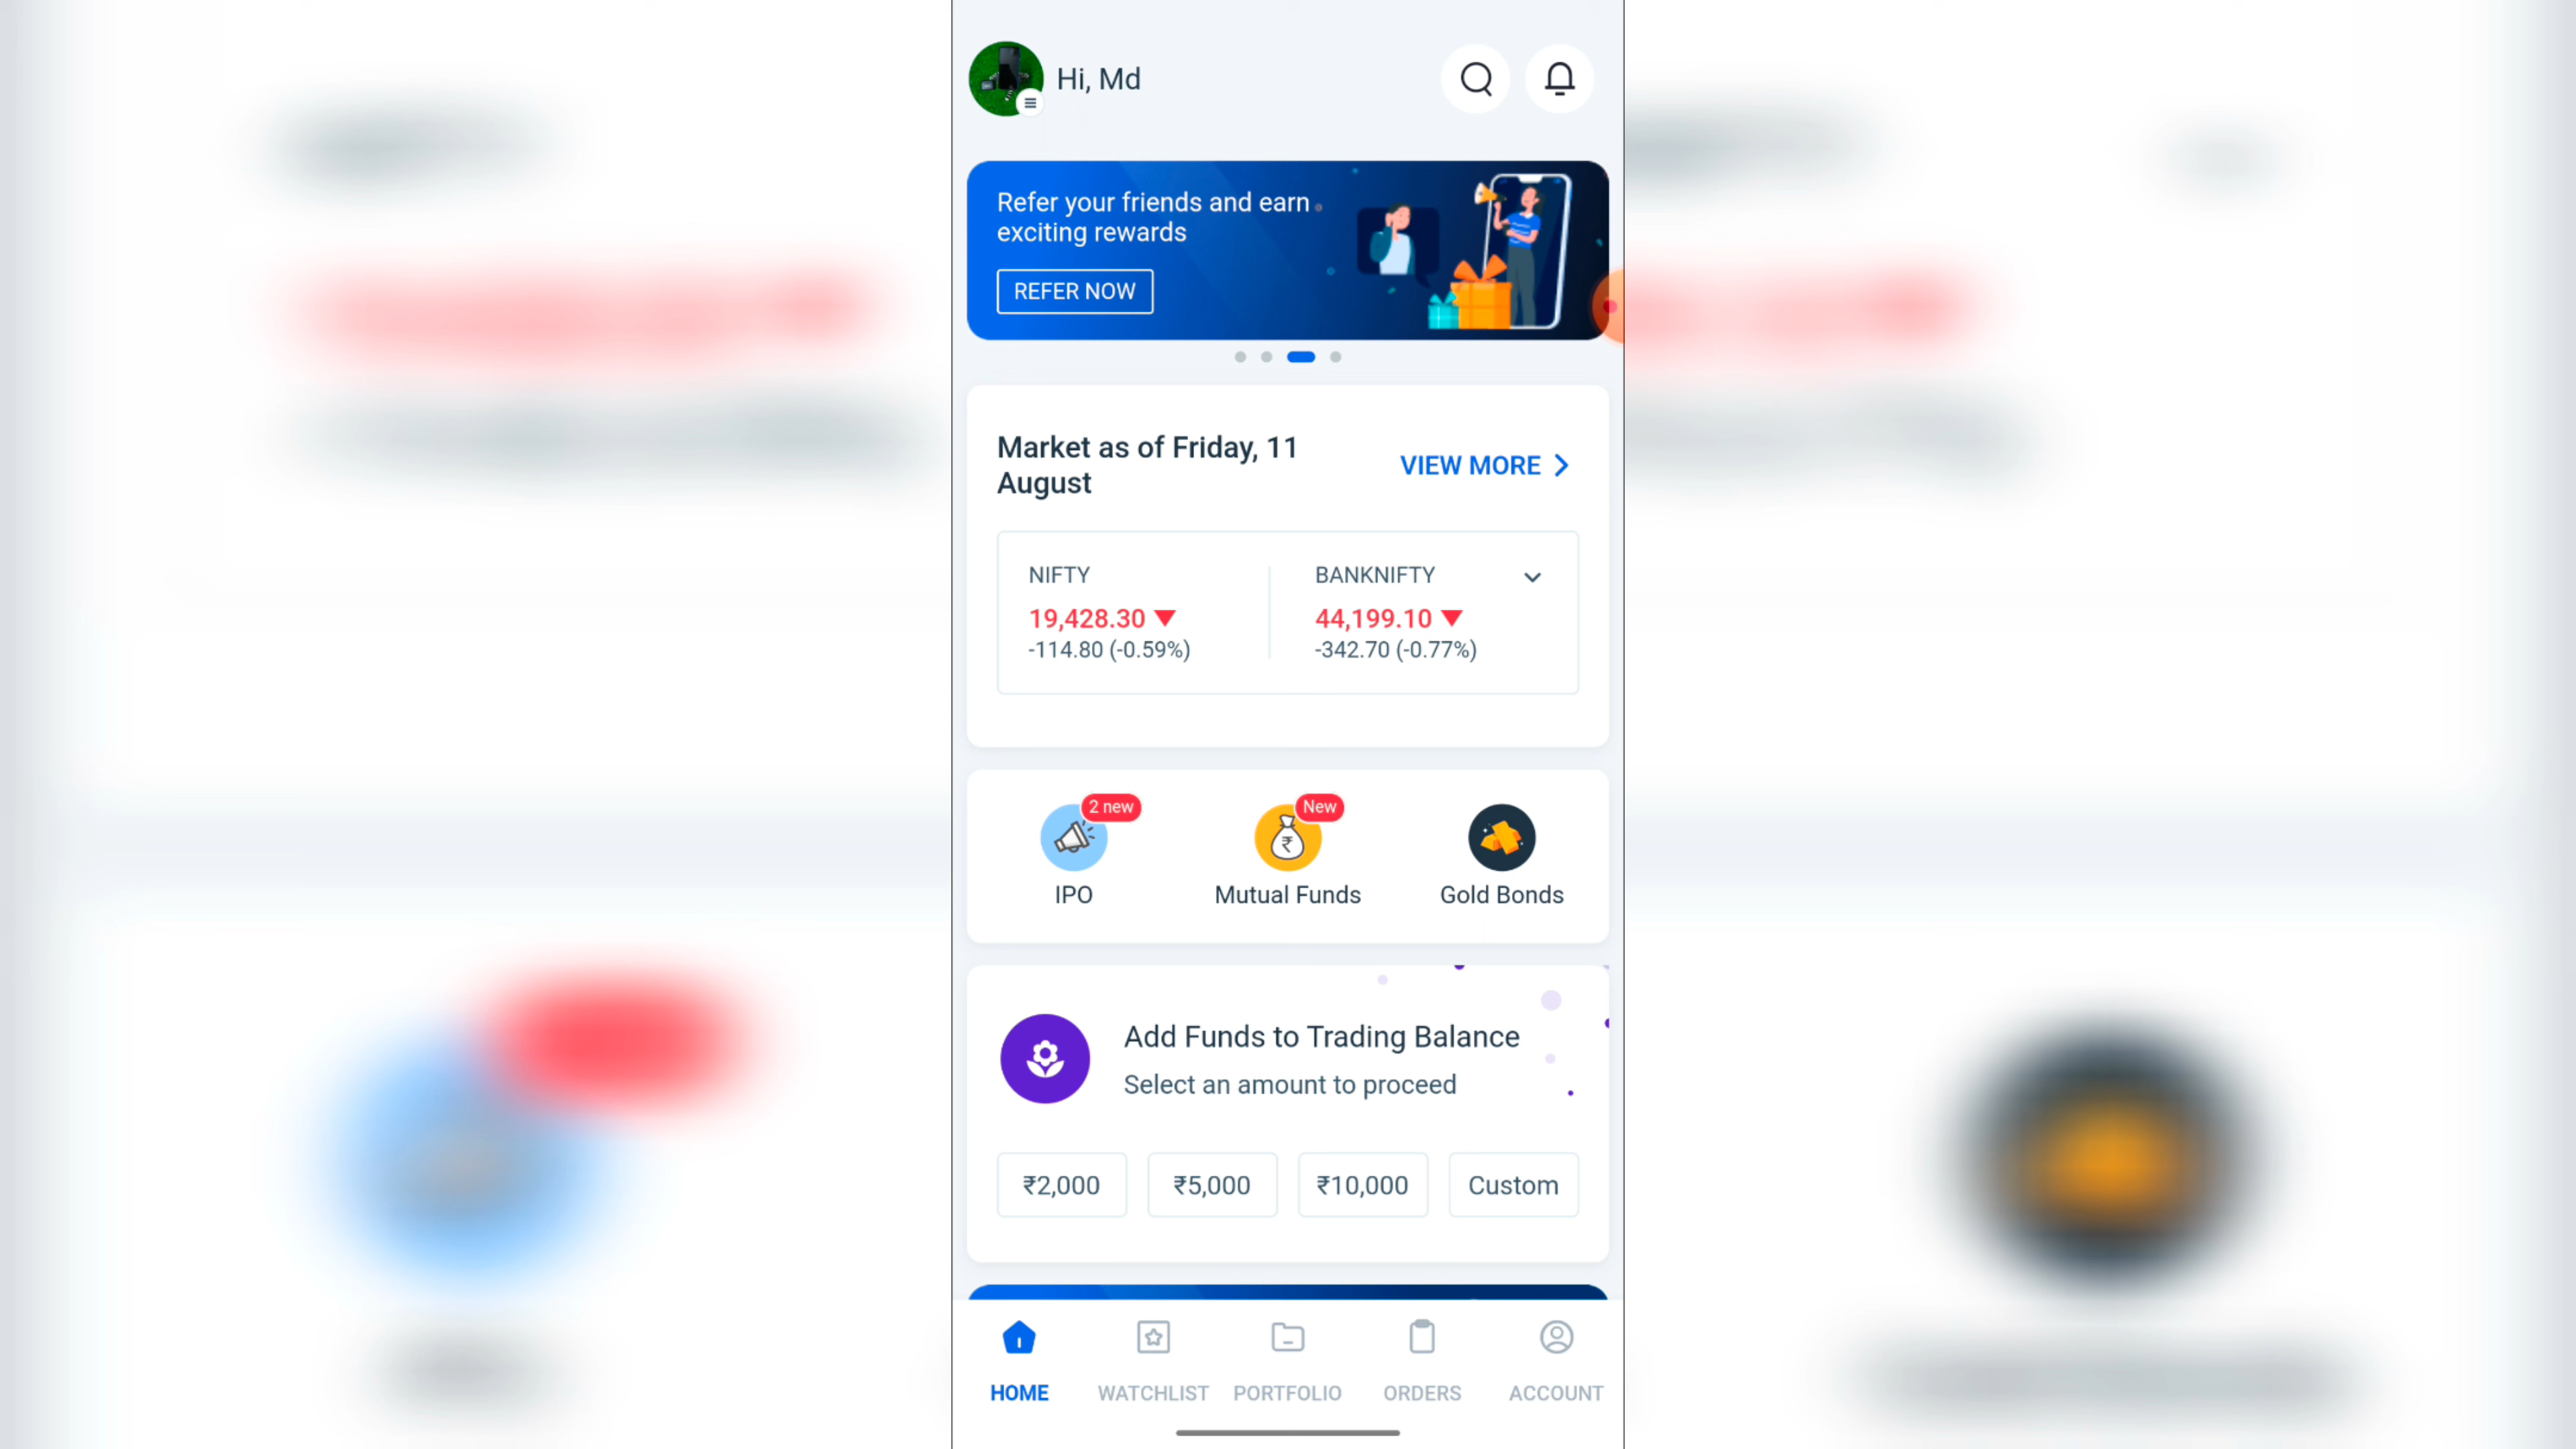 Hi, Md
Refer your friends and earn
exciting rewards
REFER NOW
Market as of Friday, 11
August
VIEW MORE
NIFTY
19,428.30
-114.80 (-0.59%)
BANKNIFTY
44,199.10
-342.70 (-0.77%)
2 new
IPO
New
Mutual Funds
Gold Bonds
Add Funds to Trading Balance
Select an amount to proceed
₹2,000
₹5,000
₹10,000
Custom
HOME
WATCHLIST
PORTFOLIO
ORDERS
ACCOUNT